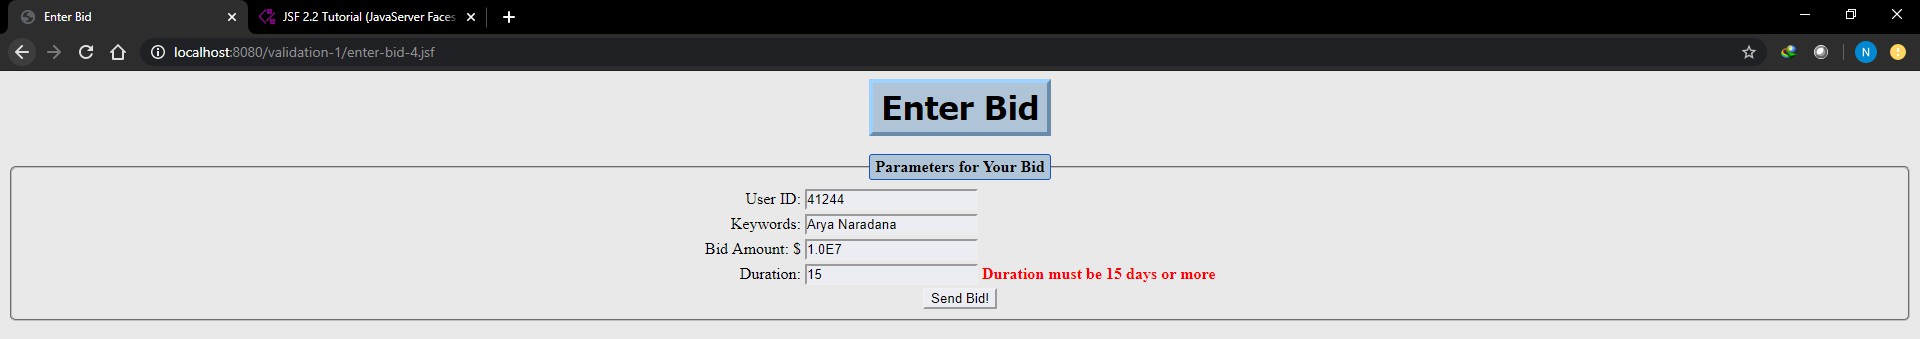 Enter Bid
JSF 2.2 Tutorial (JavaServer Faces
localhost:8080/validation-1/enter-bid-4.jsf
N
Enter Bid
Parameters for Your Bid
User ID: 41244
Keywords: Arya Naradana
Bid Amount: $ 1.0E7
Duration: 15 Duration must be 15 days or more
Send Bid!